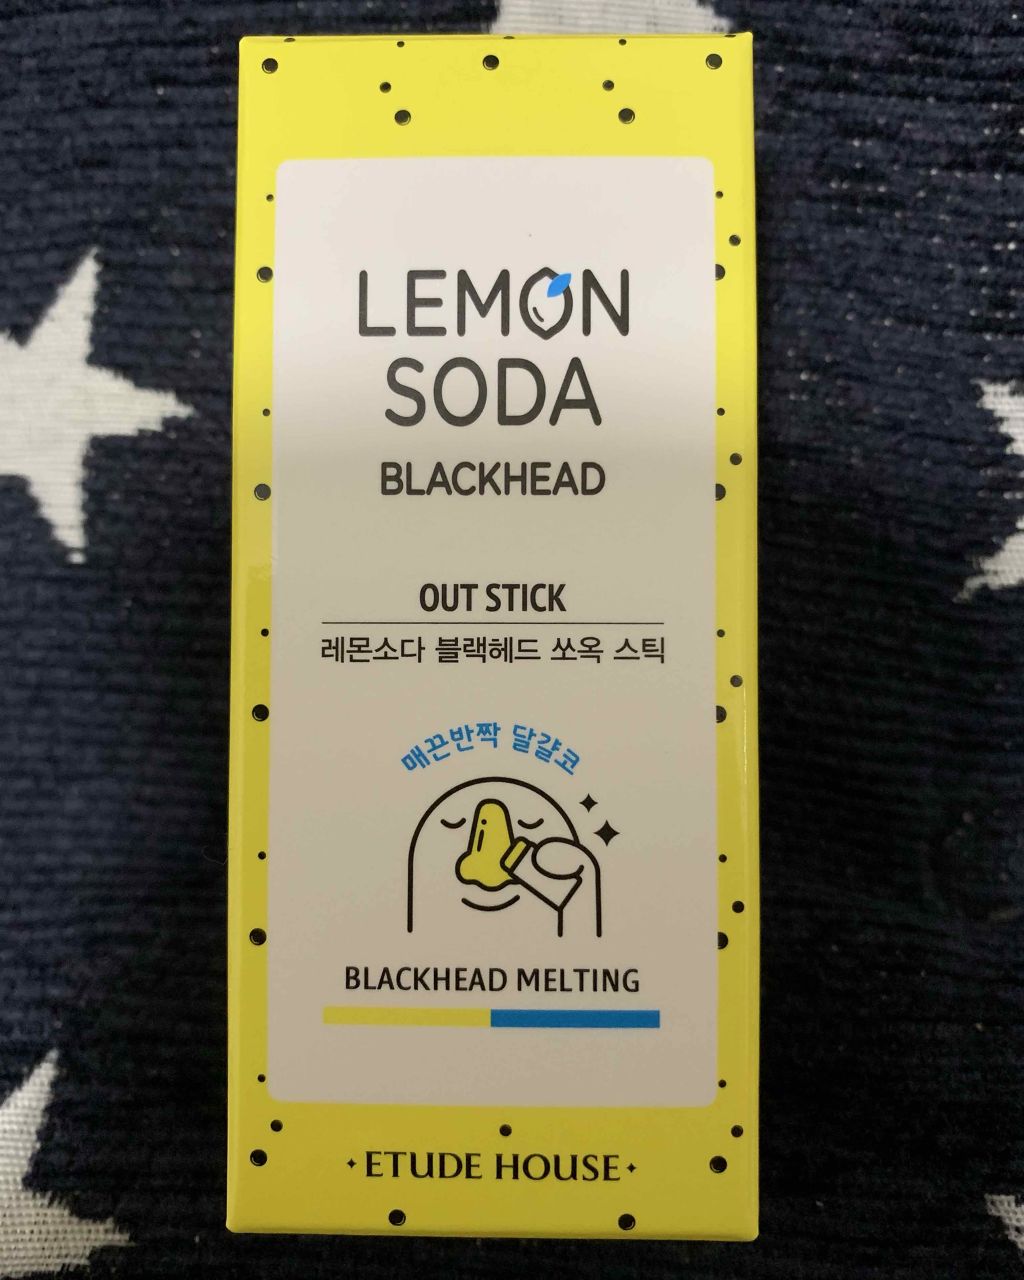 LEMON
SODA
BLACKHEAD
OUT STICK
레몬소다 블랙헤드 쏘옥 스틱
매끈반짝 달걀코
BLACKHEAD MELTING
ETUDE HOUSE